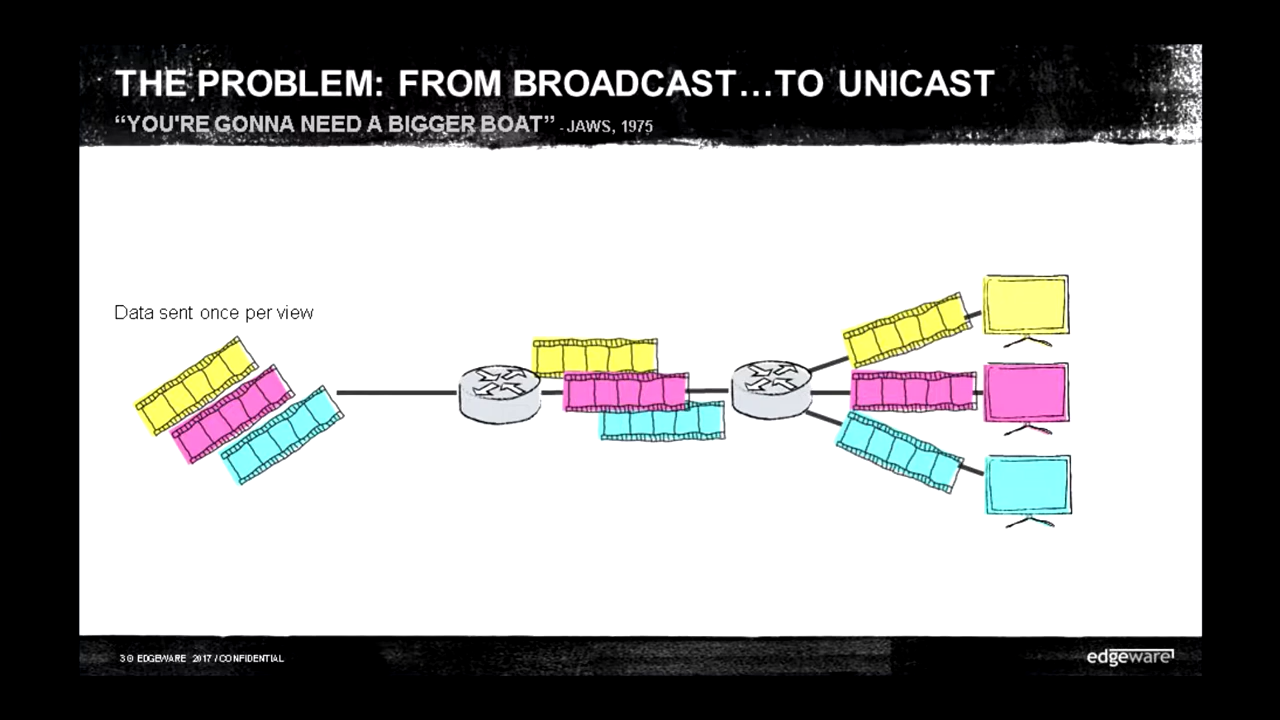 THE PROBLEM: FROM BROADCAST...TO UNICAST
“YOU'RE GONNA NEED A BIGGER BOAT” - JAWS, 1975
Data sent once per view
3 © EDGEWARE 2017 / CONFIDENTIAL
edgeware